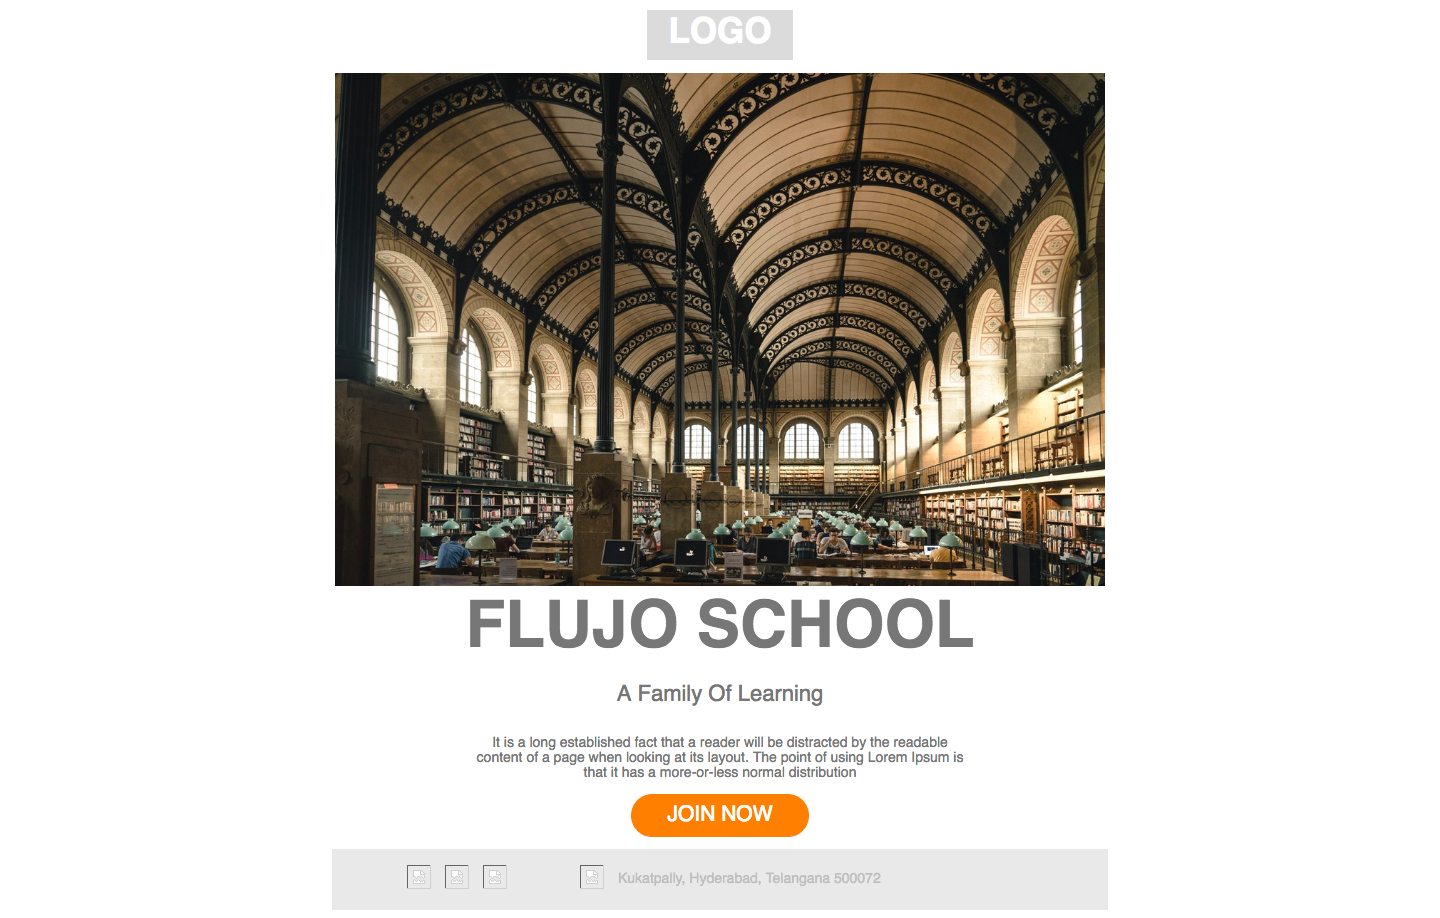 LOGO
FLUJO SCHOOL
A Family Of Learning
It is a long established fact that a reader will be distracted by the readable
content of a page when looking at its layout. The point of using Lorem Ipsum is
that it has a more-or-less normal distribution
JOIN NOW
Kukatpally, Hyderabad, Telangana 500072